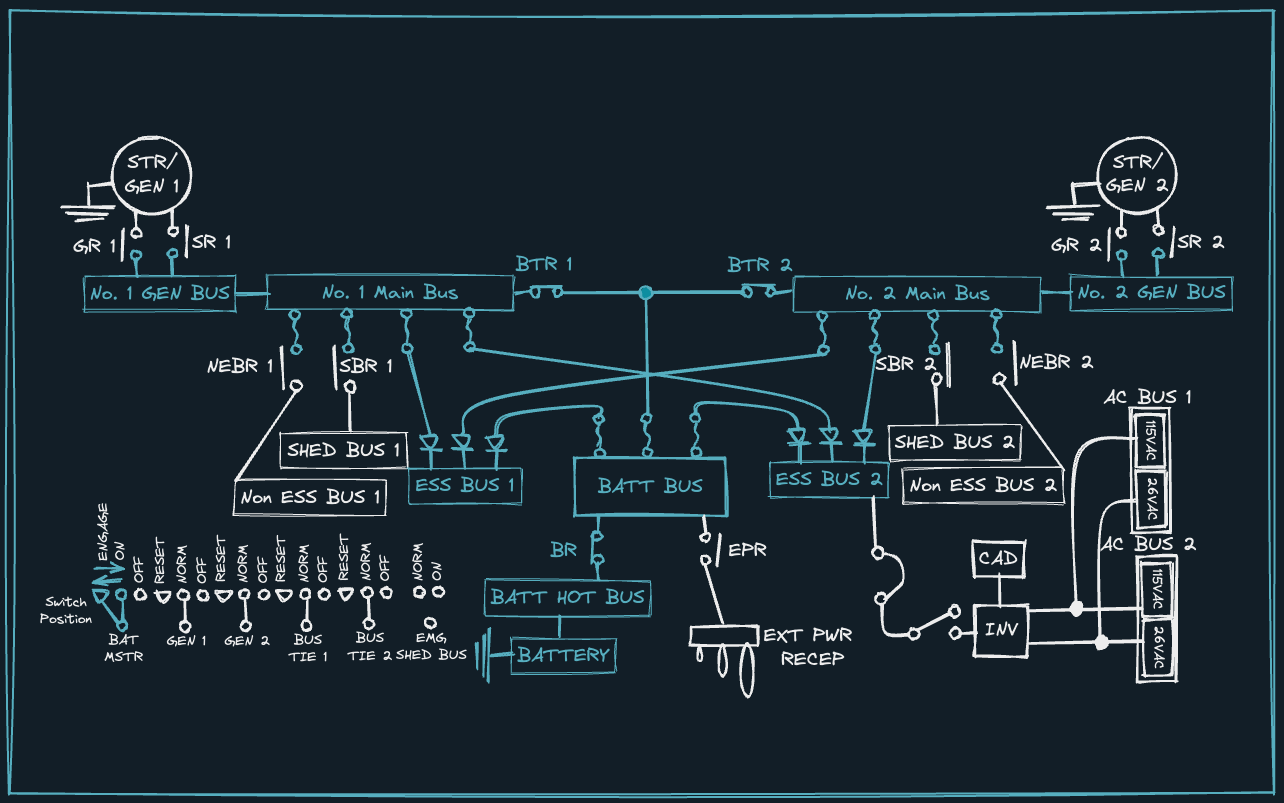 STR/
GEN 1
STR/
GEN 2
GR 1
SR 1
GR 2
SR 2
BTR 1
BTR 2
No. 1 GEN BUS
No. 1 Main Bus
No. 2 Main Bus
No. 2 GEN BUS
NEBR 1
SBR 1
SBR 2
NEBR 2
AC BUS 1
115VAC
26VAC
SHED BUS 1
SHED BUS 2
ESS BUS 1
BATT BUS
ESS BUS 2
Non ESS BUS 1
Non ESS BUS 2
ENGAGE
ON
OFF
RESET
NORM
OFF
RESET
NORM
OFF
RESET
NORM
OFF
RESET
NORM
OFF
NORM
ON
BR
EPR
CAD
AC BUS 2
115VAC
26VAC
Switch
Position
BATT HOT BUS
BAT
MSTR
GEN 1
GEN 2
BUS
TIE 1
BUS
TIE 2
EMG
SHED BUS
BATTERY
EXT PWR
RECEP
INV